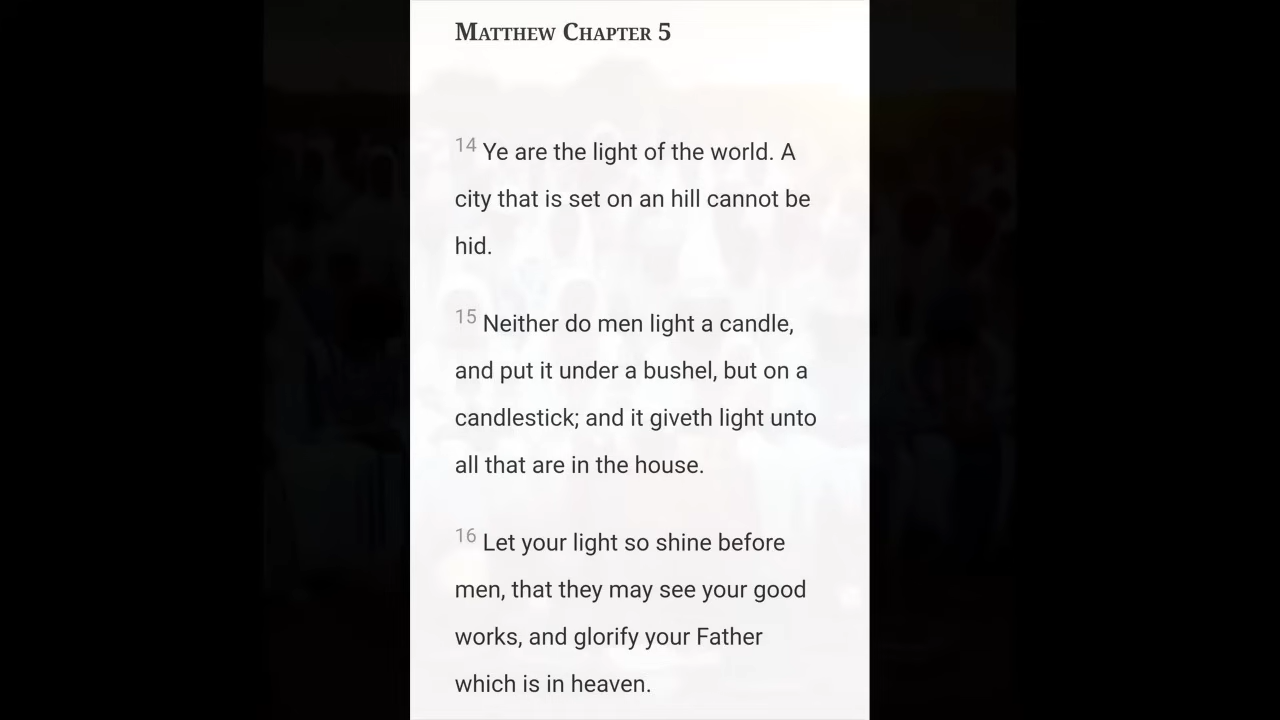 Matthew Chapter 5
14 Ye are the light of the world. A
city that is set on an hill cannot be
hid.
15 Neither do men light a candle,
and put it under a bushel, but on a
candlestick; and it giveth light unto
all that are in the house.
16 Let your light so shine before
men, that they may see your good
works, and glorify your Father
which is in heaven.